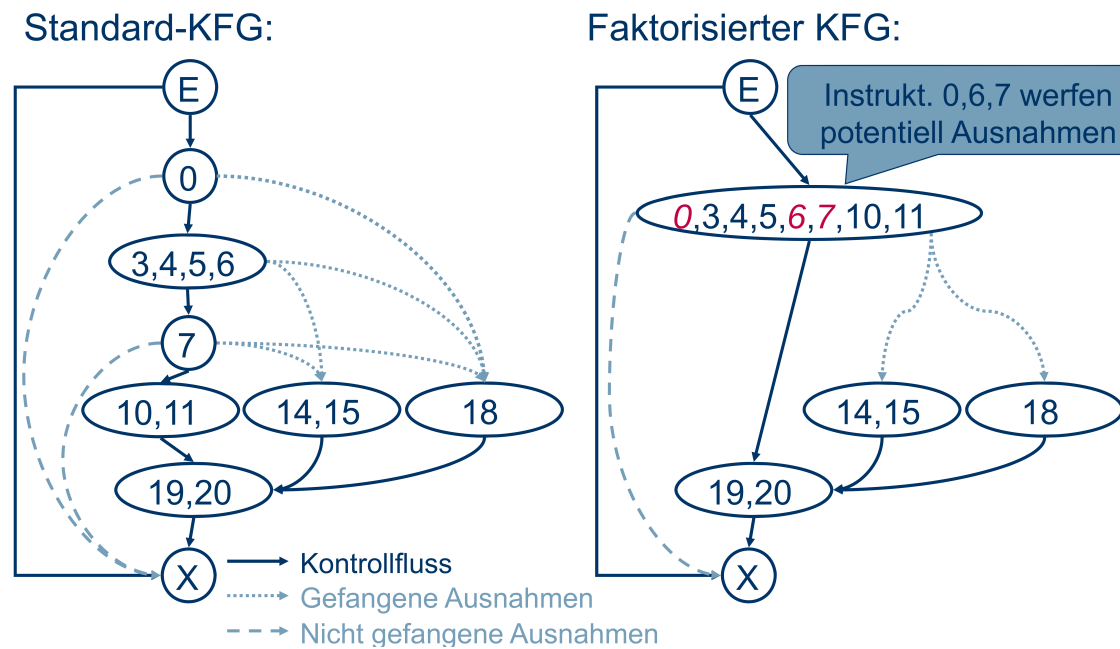 Standard-KFG:
E
0
3,4,5,6
7
10,11
14,15
18
19,20
X
Kontrollfluss
Gefangene Ausnahmen
Nicht gefangene Ausnahmen
Faktorisierter KFG:
E
Instrukt. 0,6,7 werfen
potentiell Ausnahmen
0,3,4,5,6,7,10,11
14,15
18
19,20
X